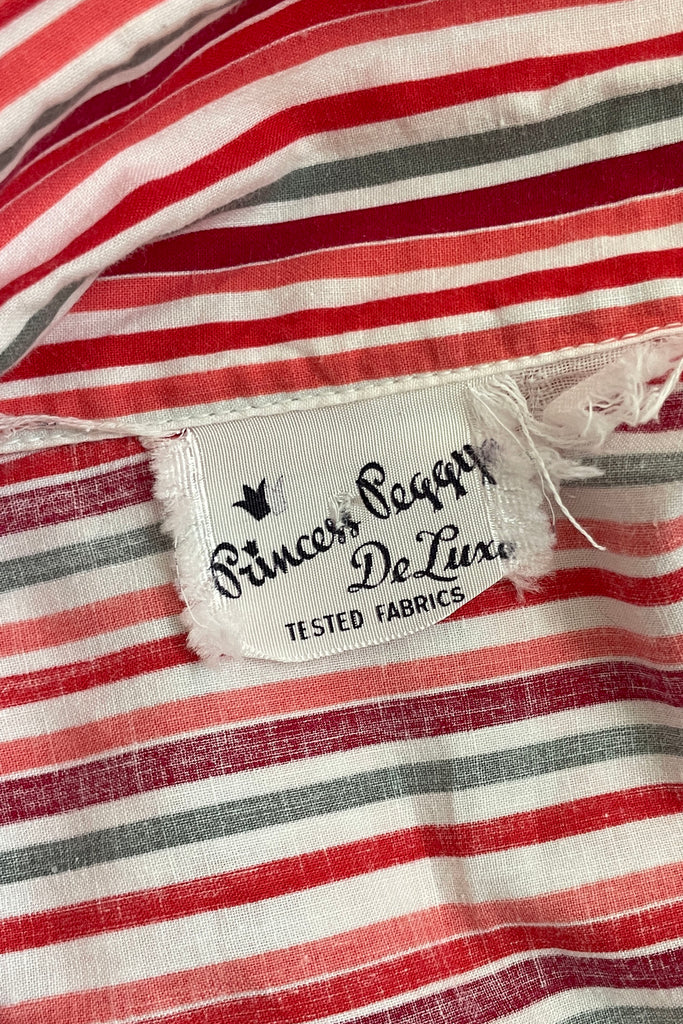 Princess Peggy
De Luxe
TESTED FABRICS